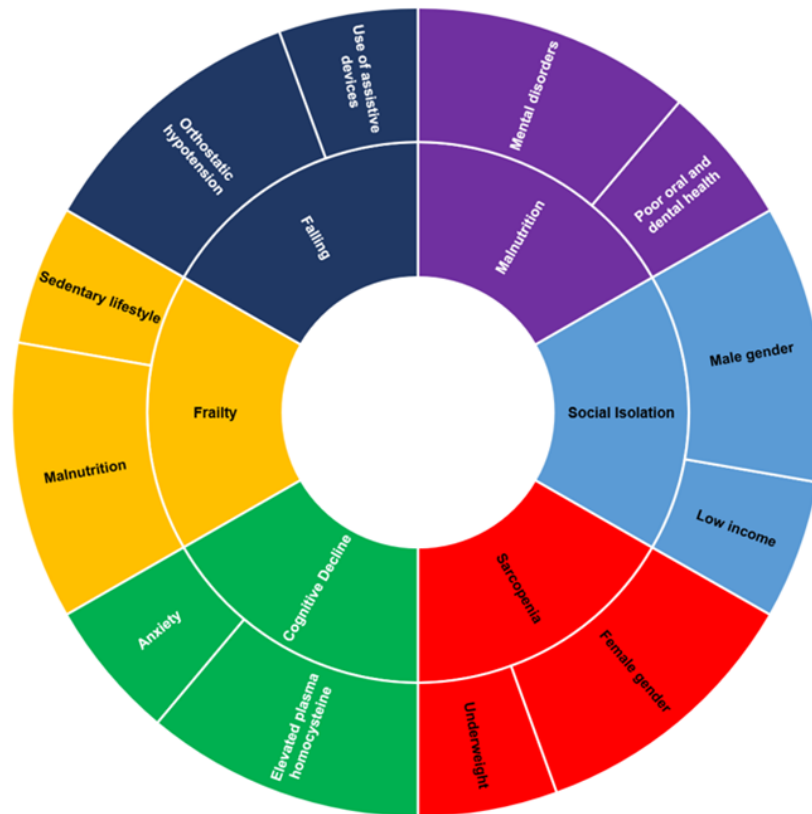 Mental disorders
Poor oral and
dental health
Malnutrition
Male gender
Low income
Social Isolation
Female gender
Underweight
Sarcopenia
Elevated plasma
homocysteine
Anxiety
Cognitive Decline
Malnutrition
Sedentary lifestyle
Frailty
Orthostatic
hypotension
Use of assistive
devices
Falling